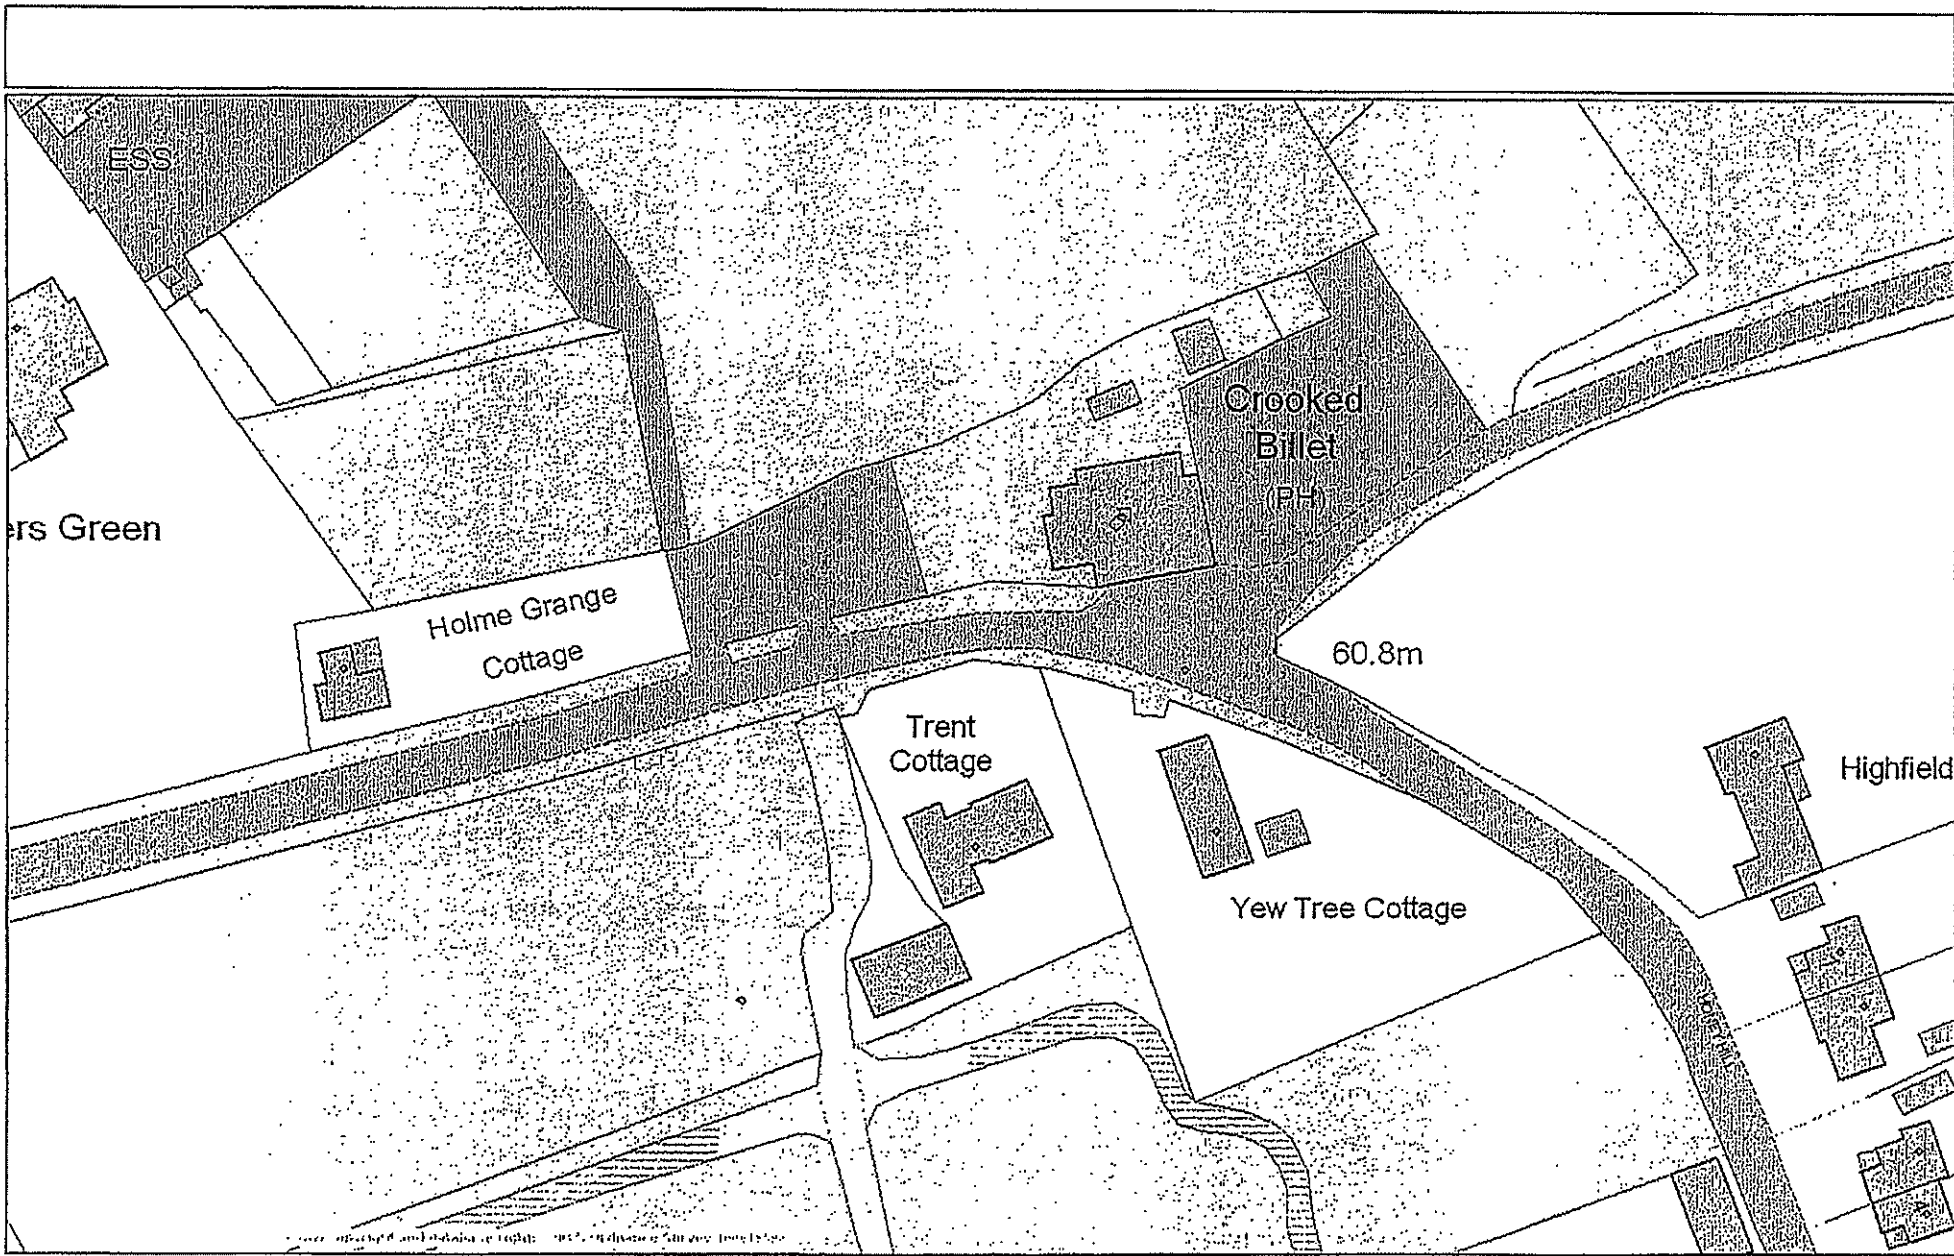 ESS
Crooked
Billet
(PH)
ers Green
Holme Grange
Cottage
60.8m
Trent
Cottage
Highfield
Yew Tree Cottage